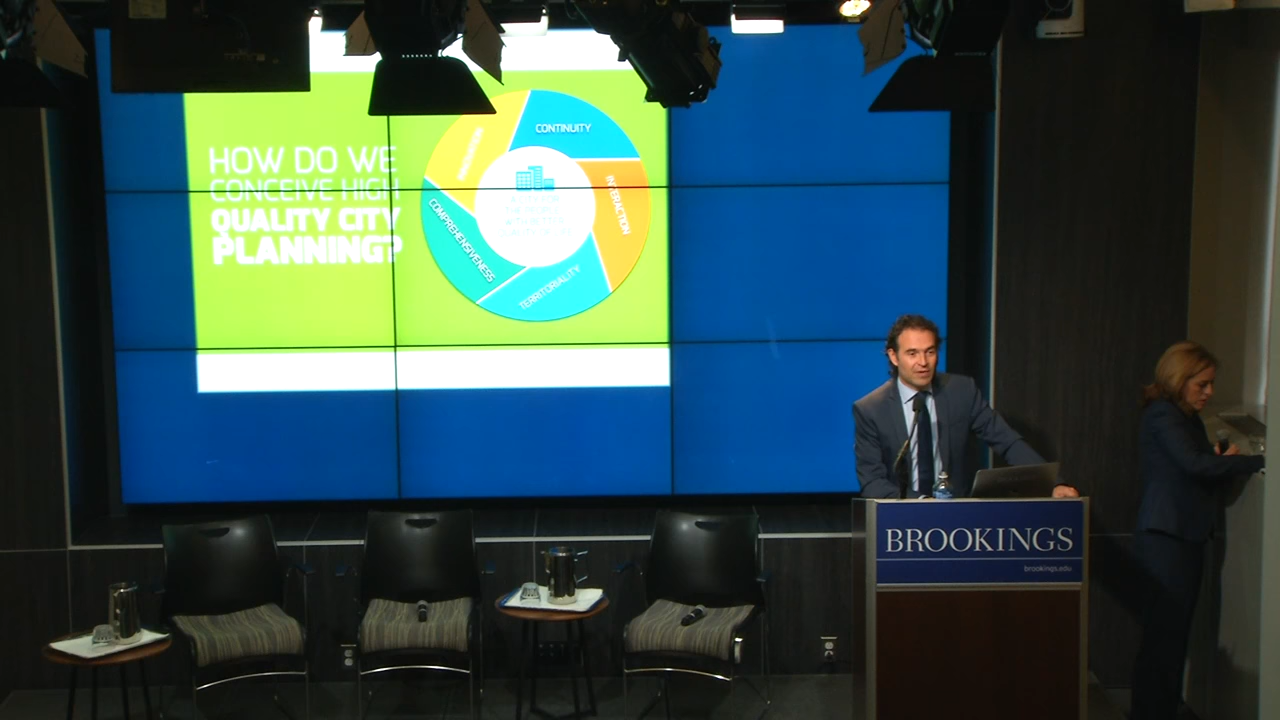 HOW DO WE
CONCEIVE HIGH
QUALITY CITY
PLANNING?
CONTINUITY
INTERACTION
TERRITORIALITY
COMPREHENSIVENESS
BROOKINGS
brookings.edu